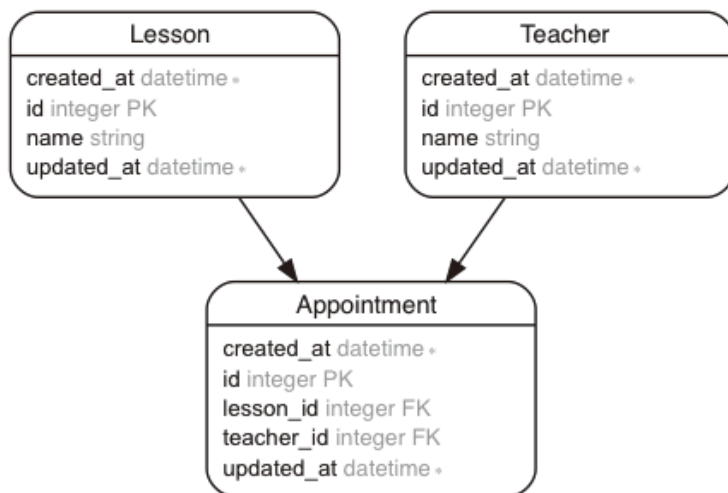 Lesson
created_at datetime *
id integer PK
name string
updated_at datetime *
Teacher
created_at datetime *
id integer PK
name string
updated_at datetime *
Appointment
created_at datetime *
id integer PK
lesson_id integer FK
teacher_id integer FK
updated_at datetime *